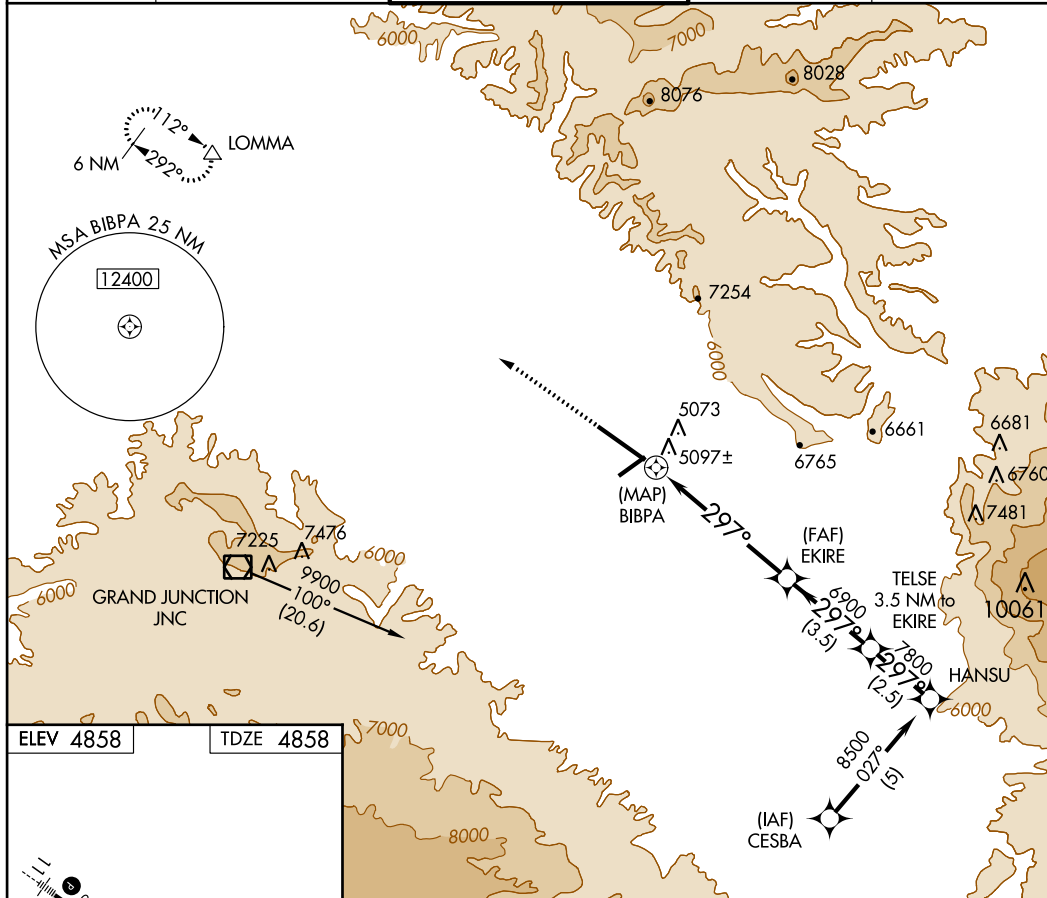 6000
7000
8028
8076
112°
LOMMA
6 NM
292°
MSA BIBPA 25 NM
12400
7254
6000
5073
6661
6681
5097±
6765
6760
(MAP)
BIBPA
7481
297°
7225
7476
(FAF)
EKIRE
6000
9900
100°
(20.6)
6000
GRAND JUNCTION
JNC
TELSE
3.5 NM to
EKIRE
10061
6900
297°
(3.5)
7800
297°
(2.5)
HANSU
6000
ELEV 4858
TDZE 4858
7000
8500
027°
(5)
(IAF)
CESBA
8000
11
P